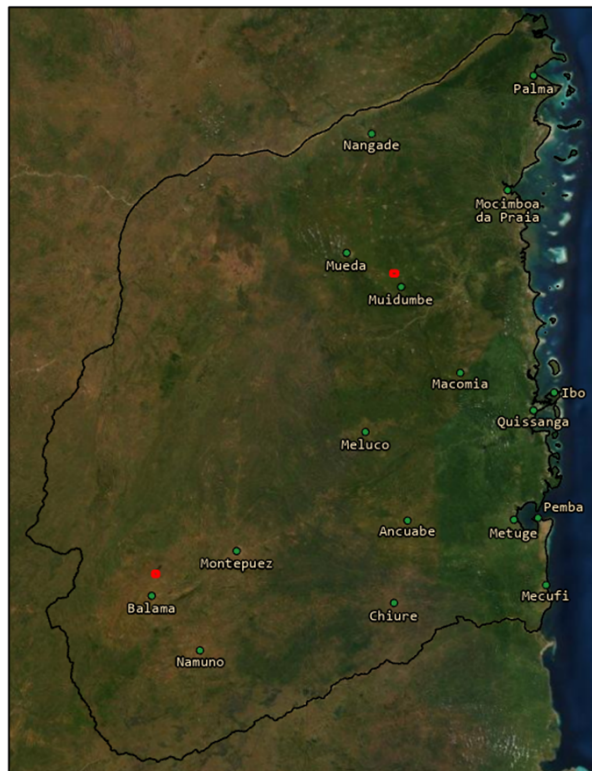 Palma
Nangade
Mocimboa
da Praia
Mueda
Muidumbe
Macomia
Ibo
Quissanga
Meluco
Pemba
Ancuabe
Metuge
Montepuez
Mecufi
Balama
Chiure
Namuno